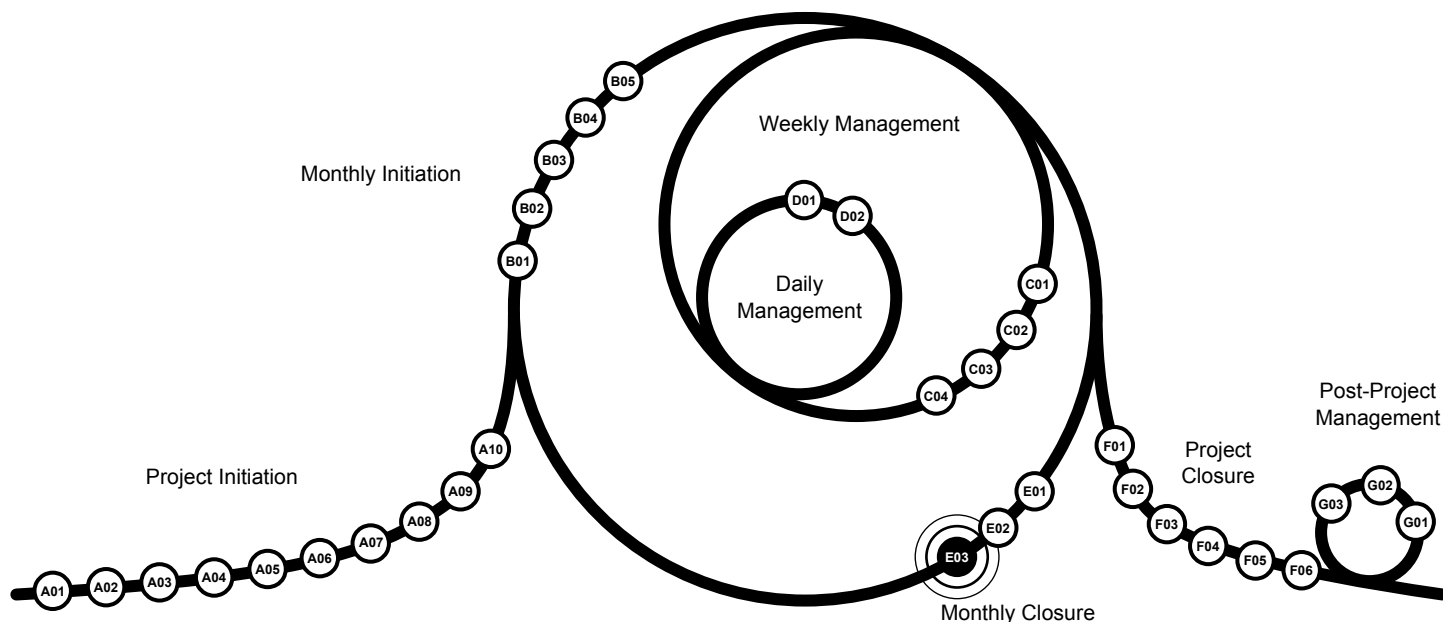 Project Initiation
A01
A02
A03
A04
A05
A06
A07
A08
A09
A10
Monthly Initiation
B01
B02
B03
B04
B05
Weekly Management
C01
C02
C03
C04
Daily
Management
D01
D02
E01
E02
E03
Monthly Closure
Project
Closure
F01
F02
F03
F04
F05
F06
Post-Project
Management
G01
G02
G03